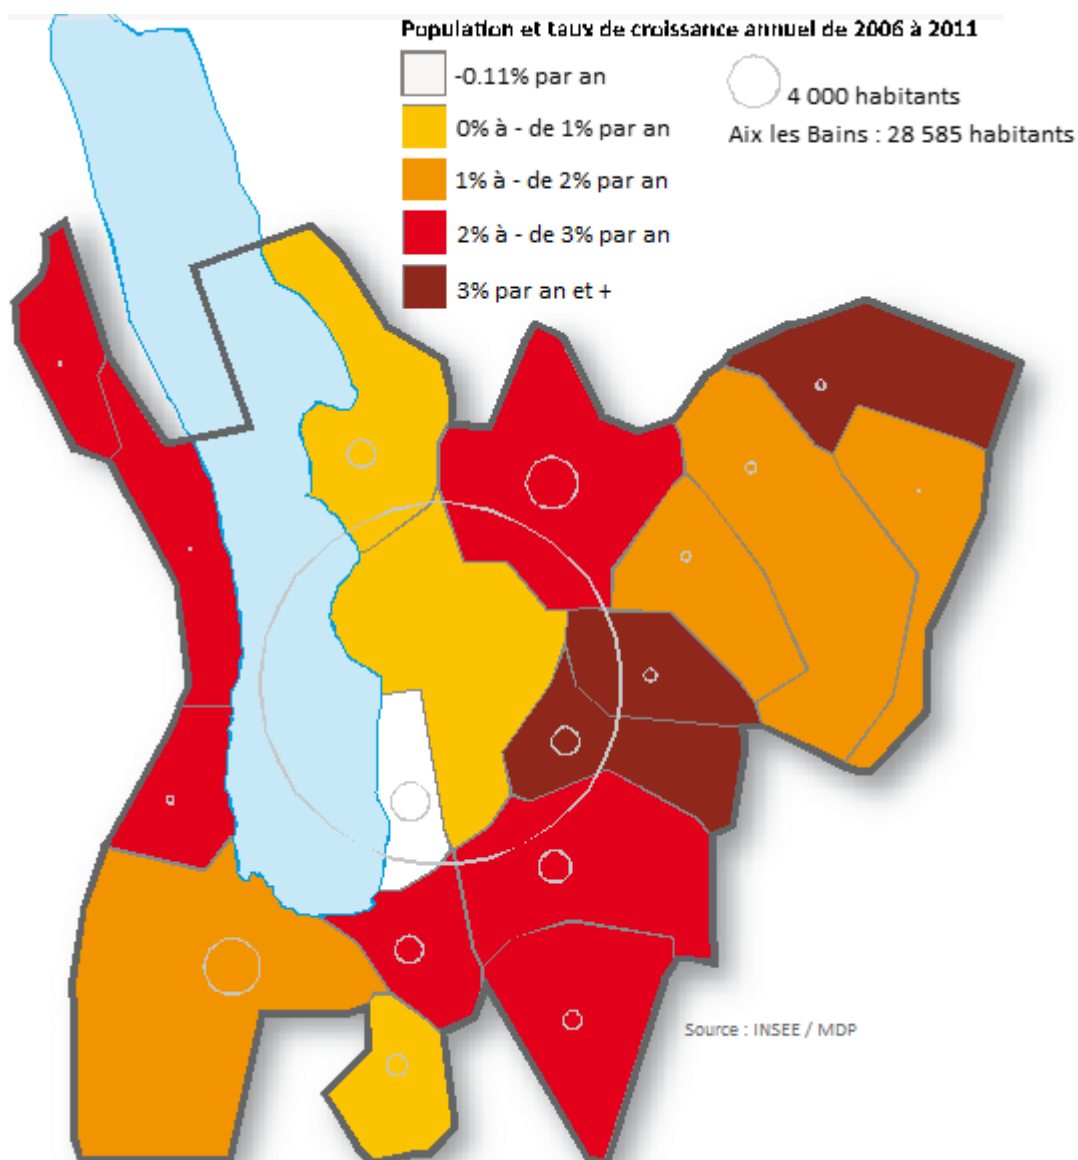 Population et taux de croissance annuel de 2006 à 2011
-0.11% par an
0% à - de 1% par an
1% à - de 2% par an
2% à - de 3% par an
3% par an et +
4 000 habitants
Aix les Bains : 28 585 habitants
Source : INSEE / MDP